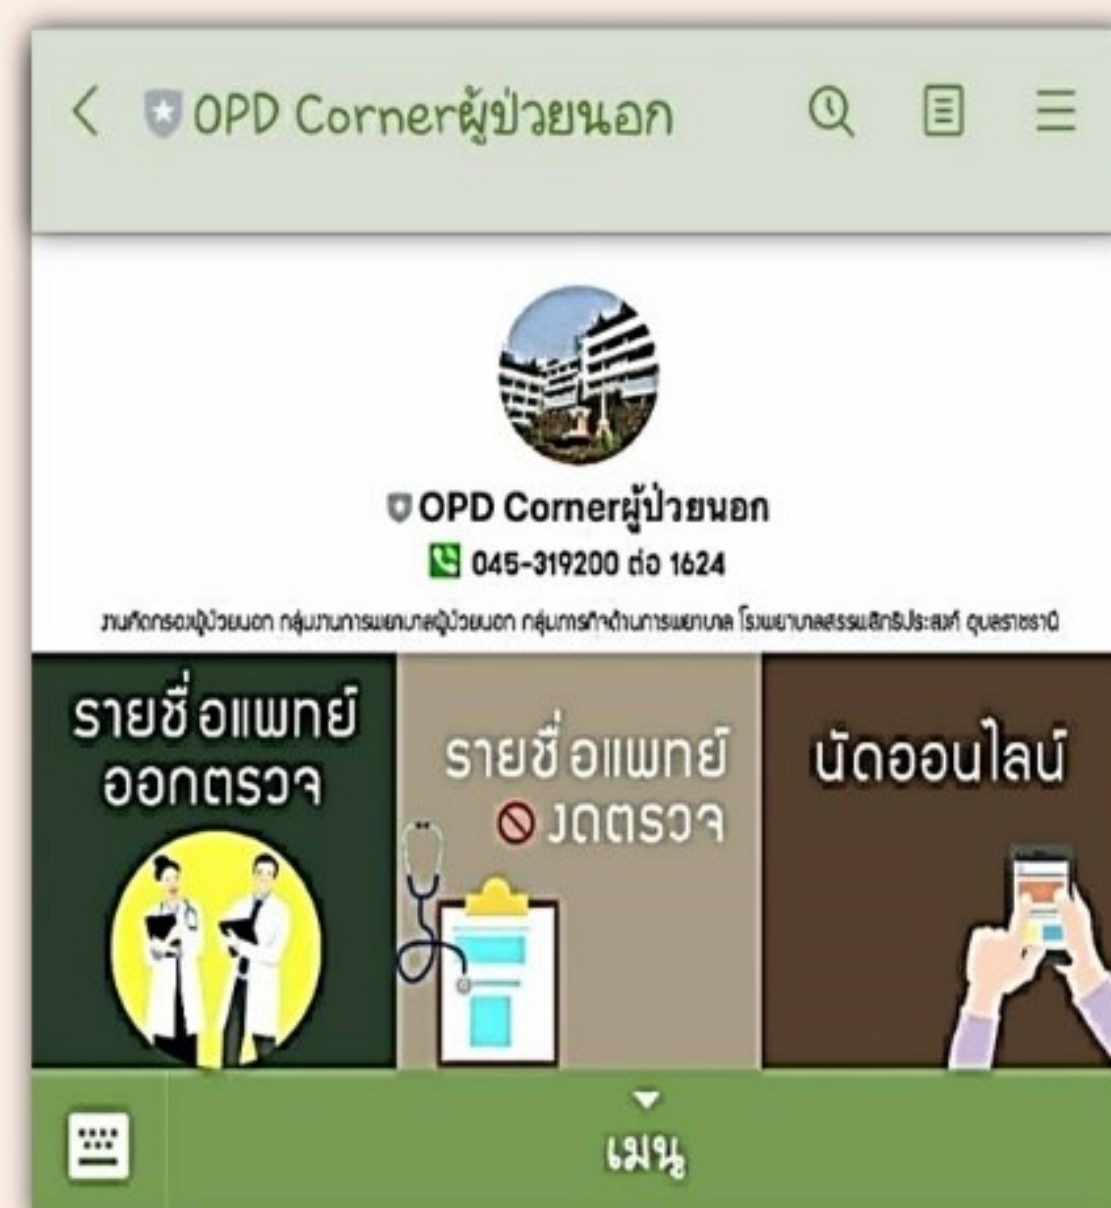 OPD Cornerผู้ป่วยนอก
OPD Cornerผู้ป่วยนอก
045-319200 ต่อ 1624
งานคัดกรองผู้ป่วยนอก กลุ่มงานการพยาบาลผู้ป่วยนอก กลุ่มภารกิจด้านการพยาบาล โรงพยาบาลสรรพสิทธิประสงค์ อุบลราชธานี
รายชื่อแพทย์
ออกตรวจ
รายชื่อแพทย์
งดตรวจ
นัดออนไลน์
เมนู